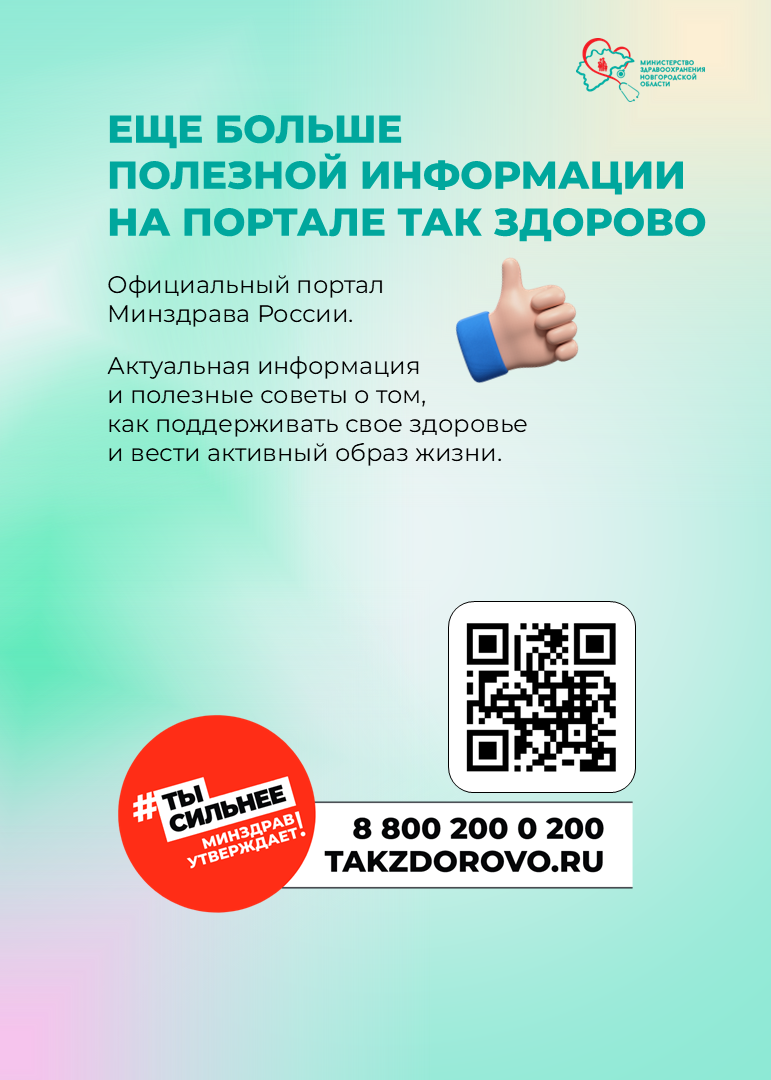 МИНИСТЕРСТВО
ЗДРАВООХРАНЕНИЯ
НОВГОРОДСКОЙ
ОБЛАСТИ
ЕЩЕ БОЛЬШЕ
ПОЛЕЗНОЙ ИНФОРМАЦИИ
НА ПОРТАЛЕ ТАК ЗДОРОВО
Официальный портал
Минздрава России.
Актуальная информация
и полезные советы о том,
как поддерживать свое здоровье
и вести активный образ жизни.
#ТЫ
СИЛЬНЕЕ
МИНЗДРАВ
УТВЕРЖДАЕТ!
8 800 200 0 200
TAKZDOROVO.RU